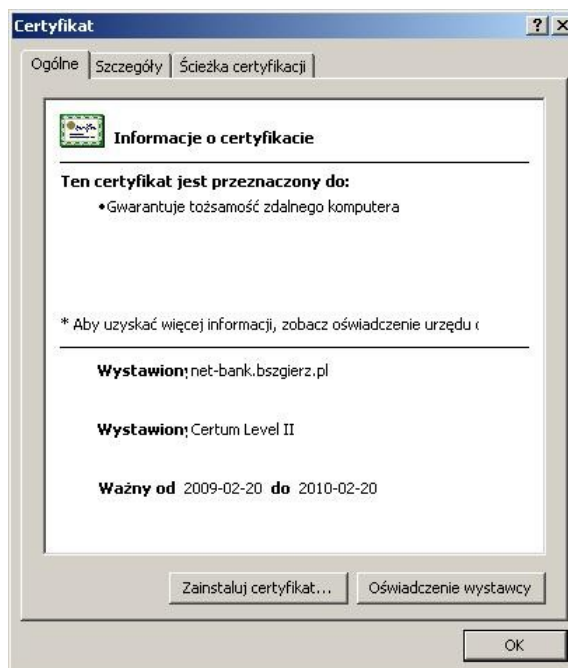 Certyfikat
Ogólne Szczegóły Ścieżka certyfikacji
Informacje o certyfikacie
Ten certyfikat jest przeznaczony do:
•Gwarantuje tożsamość zdalnego komputera
* Aby uzyskać więcej informacji, zobacz oświadczenie urzędu c
Wystawiony net-bank.bszgierz.pl
Wystawiony Certum Level II
Ważny od 2009-02-20 do 2010-02-20
Zainstaluj certyfikat... Oświadczenie wystawcy
OK